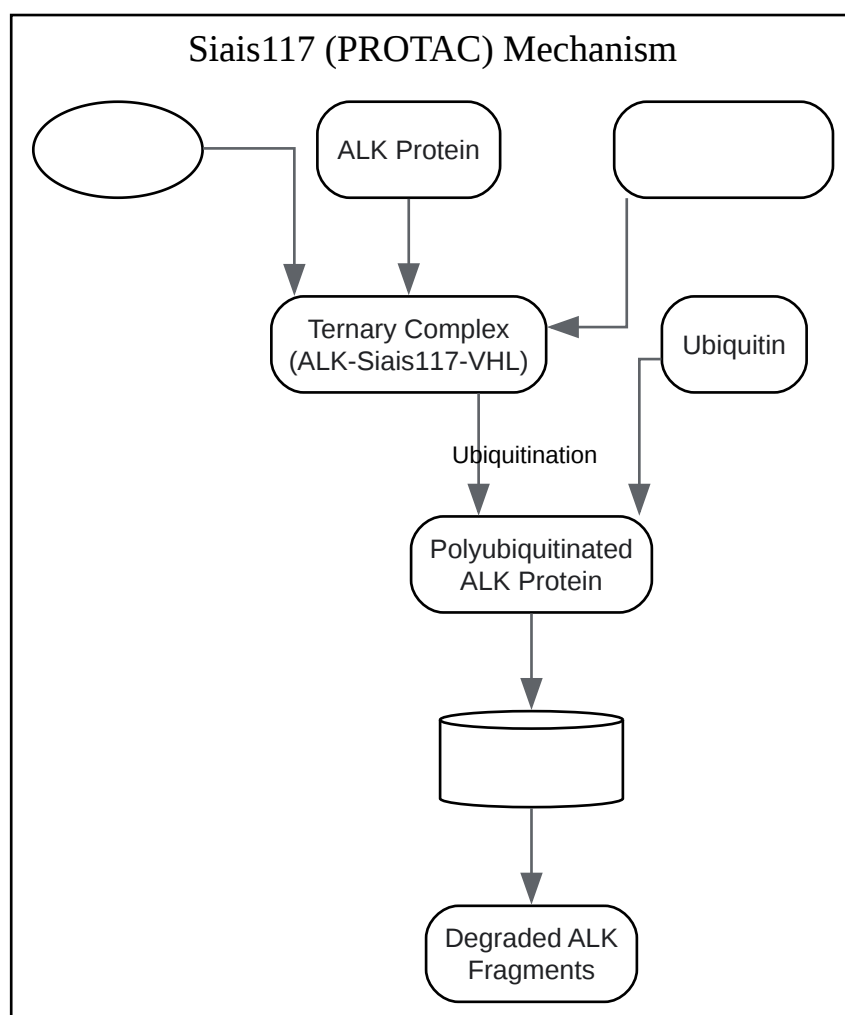 Siais117 (PROTAC) Mechanism
ALK Protein
Ternary Complex
(ALK-Siais117-VHL)
Ubiquitin
Ubiquitination
Polyubiquitinated
ALK Protein
Degraded ALK
Fragments